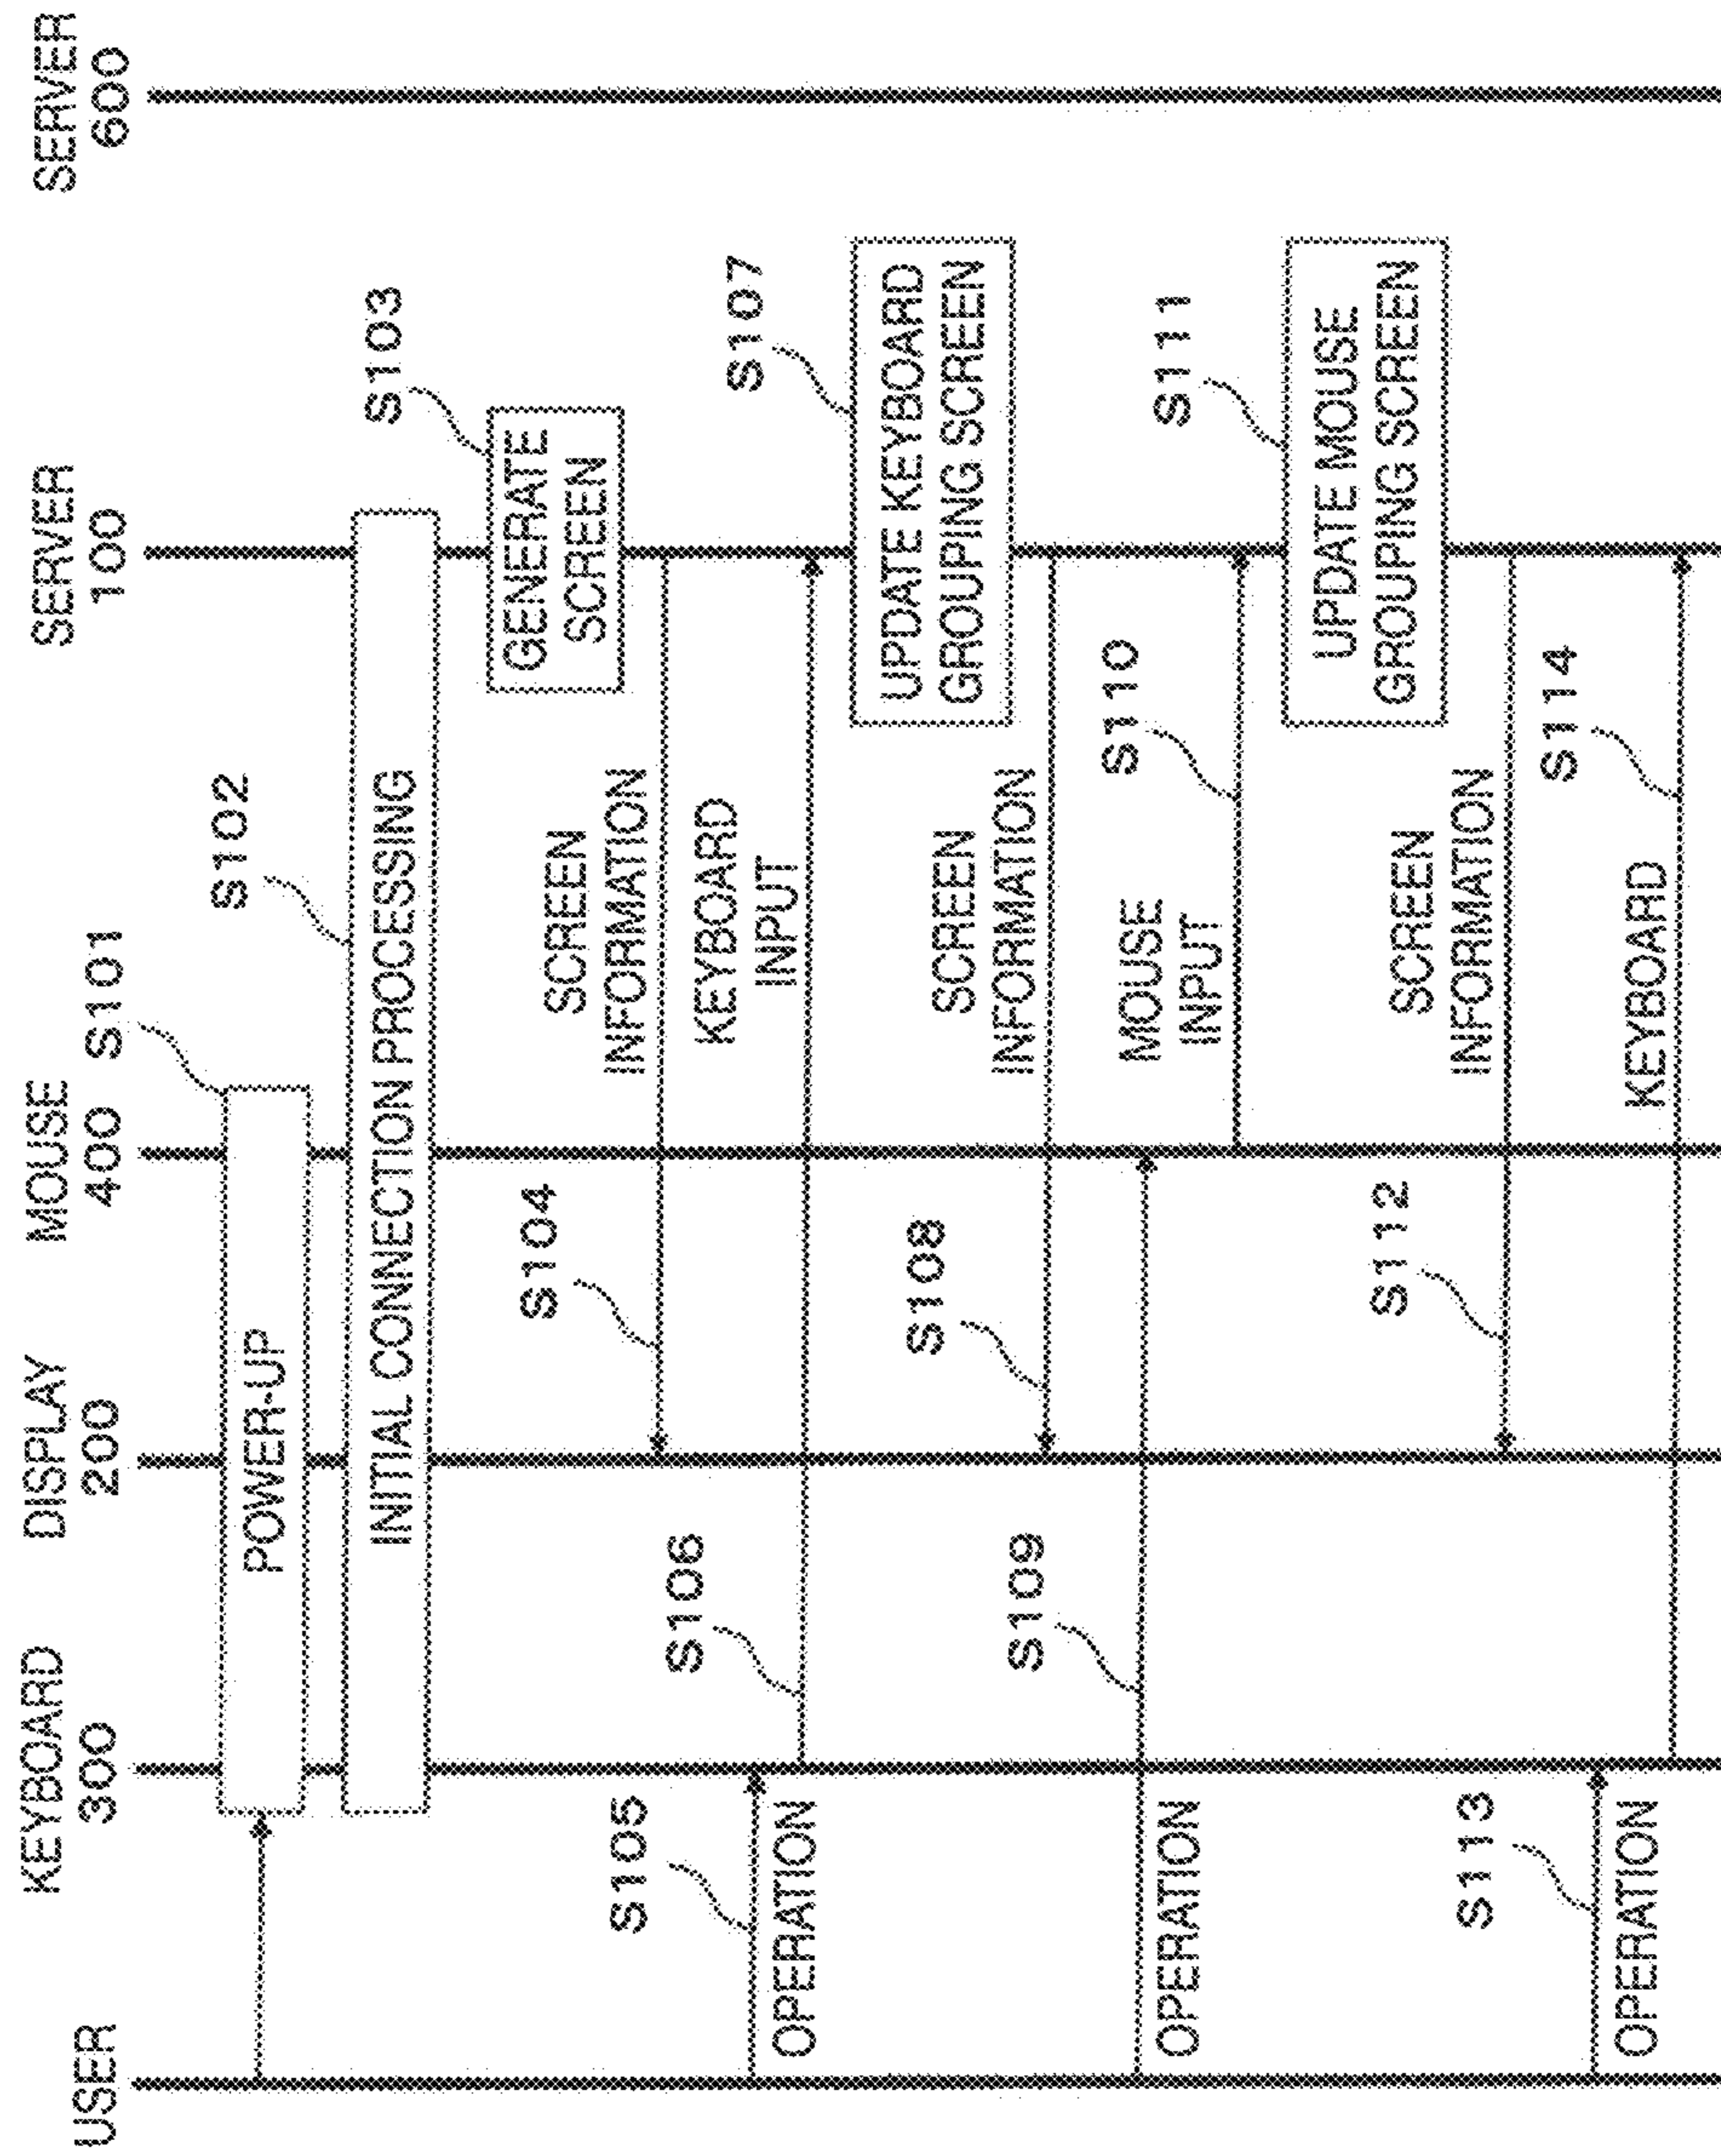 USER
KEYBOARD
300
DISPLAY
200
MOUSE
400
SERVER
100
SERVER
600
S101
POWER-UP
S102
INITIAL CONNECTION PROCESSING
S103
GENERATE
SCREEN
S104
SCREEN
INFORMATION
S105
OPERATION
S106
KEYBOARD
INPUT
S107
UPDATE KEYBOARD
GROUPING SCREEN
S108
SCREEN
INFORMATION
S109
OPERATION
S110
MOUSE
INPUT
S111
UPDATE MOUSE
GROUPING SCREEN
S112
SCREEN
INFORMATION
S113
OPERATION
S114
KEYBOARD